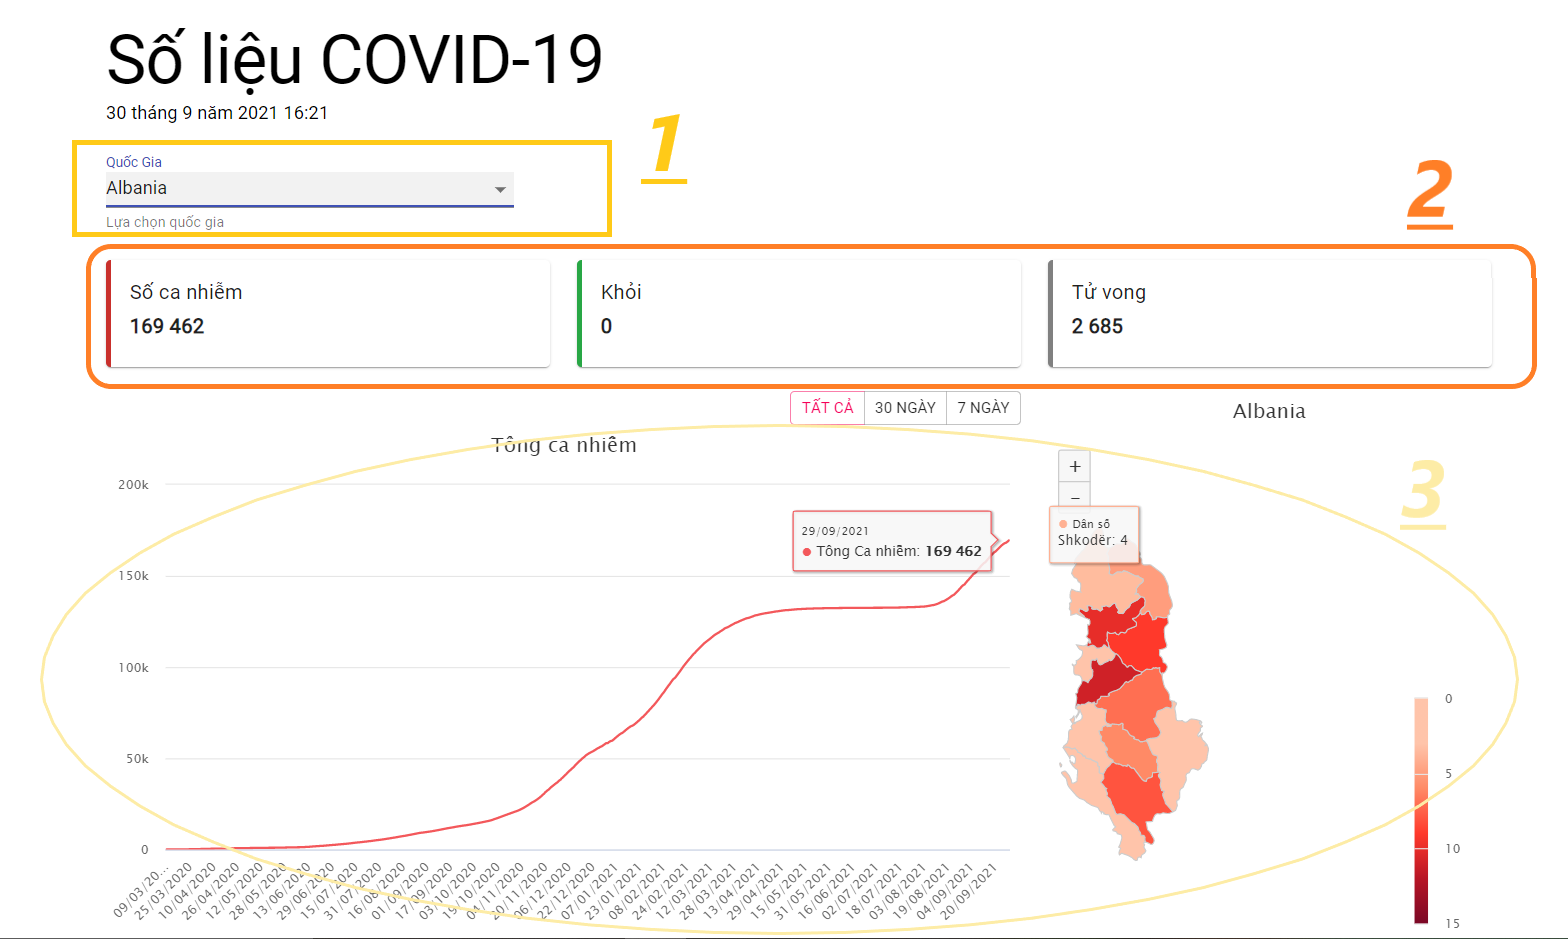 Số liệu COVID-19
30 tháng 9 năm 2021 16:21
1
Quốc Gia
Albania
Lựa chọn quốc gia
2
Số ca nhiễm
169 462
Khỏi
0
Tử vong
2 685
TẤT CẢ 30 NGÀY 7 NGÀY
Albania
Tổng ca nhiễm
3
200k
150k
100k
50k
0
29/09/2021
Tổng Ca nhiễm: 169 462
+
−
Dân số
Shkodër: 4
0
5
10
15
09/03/20... 25/03/2020 10/04/2020 26/04/2020 12/05/2020 28/05/2020 13/06/2020 29/06/2020 15/07/2020 31/07/2020 16/08/2020 01/09/2020 17/09/2020 03/10/2020 19/10/2020 04/11/2020 20/11/2020 06/12/2020 22/12/2020 07/01/2021 23/01/2021 08/02/2021 24/02/2021 12/03/2021 28/03/2021 13/04/2021 29/04/2021 15/05/2021 31/05/2021 16/06/2021 02/07/2021 18/07/2021 03/08/2021 19/08/2021 04/09/2021 20/09/2021